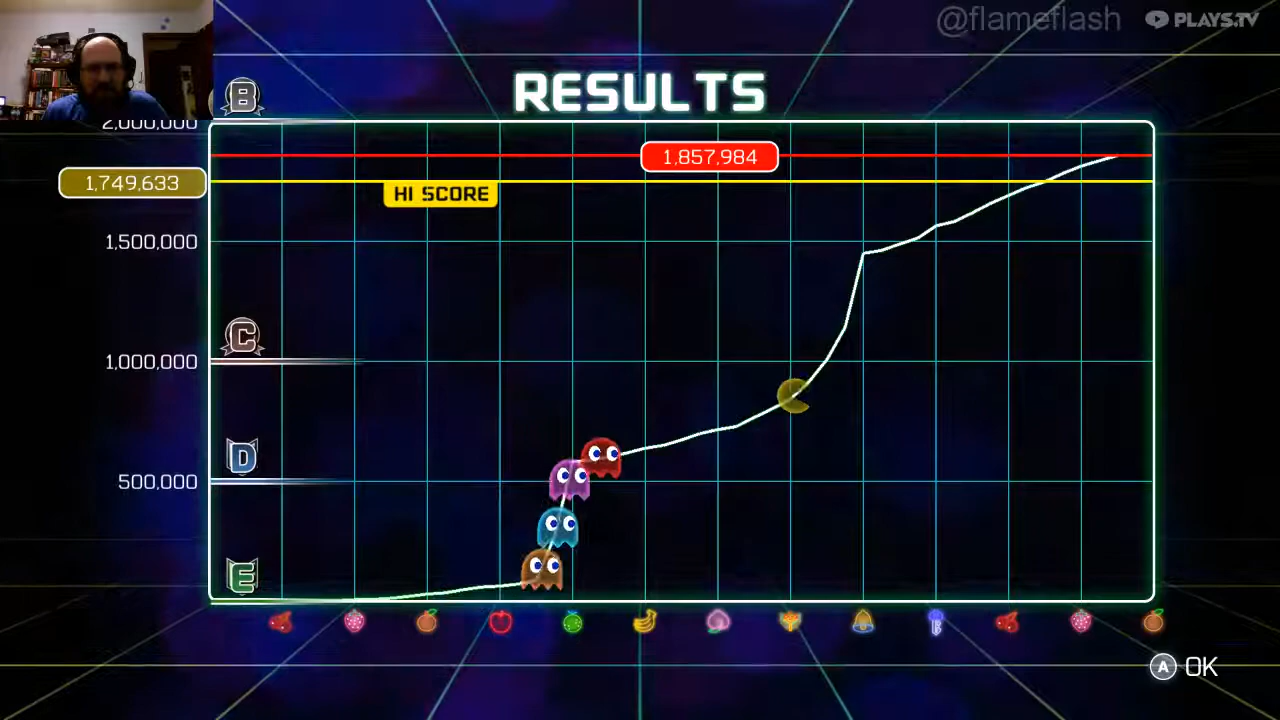 @flameflash PLAYS.TV
RESULTS
B
2,000,000
1,857,984
1,749,633
HI SCORE
1,500,000
C
1,000,000
D
500,000
E
A OK